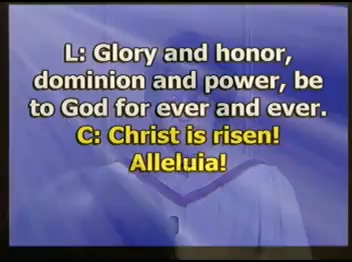 L: Glory and honor,
dominion and power, be
to God for ever and ever.
C: Christ is risen!
Alleluia!